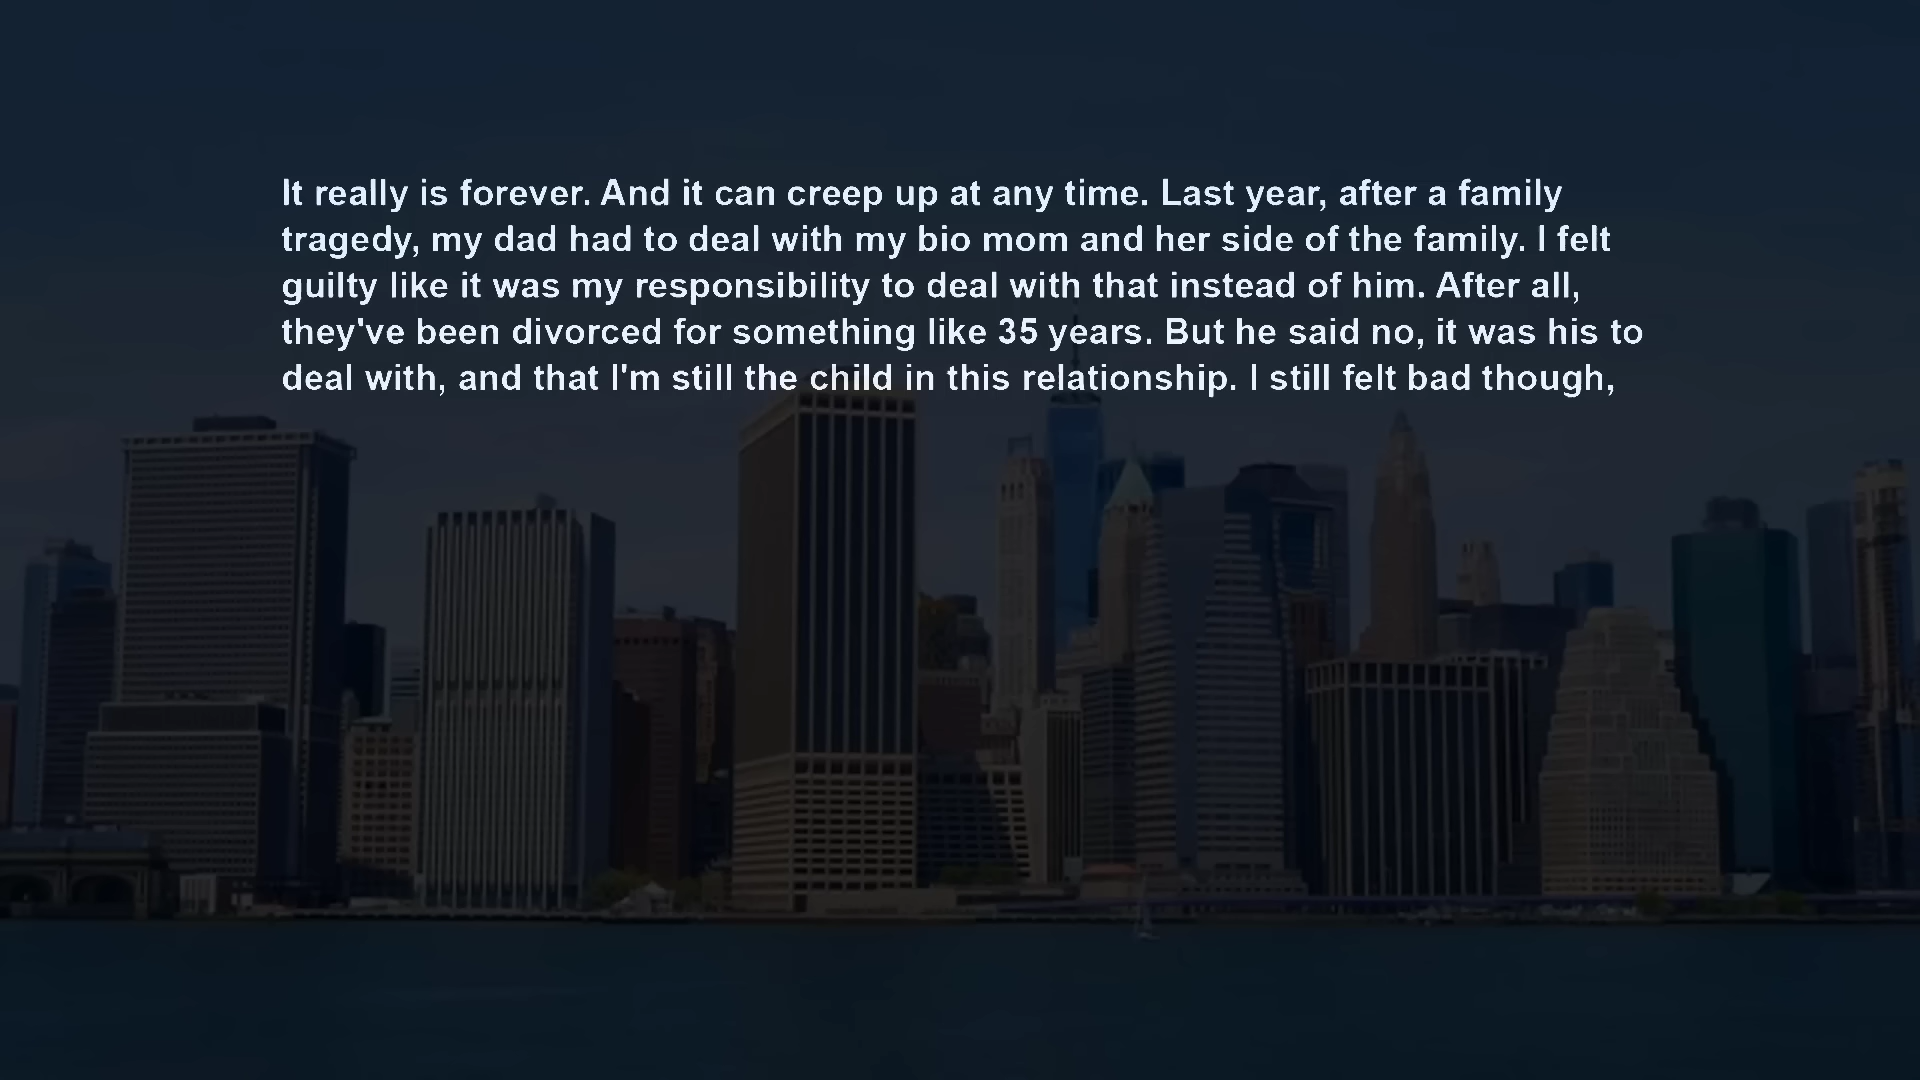 It really is forever. And it can creep up at any time. Last year, after a family
tragedy, my dad had to deal with my bio mom and her side of the family. I felt
guilty like it was my responsibility to deal with that instead of him. After all,
they've been divorced for something like 35 years. But he said no, it was his to
deal with, and that I'm still the child in this relationship. I still felt bad though,